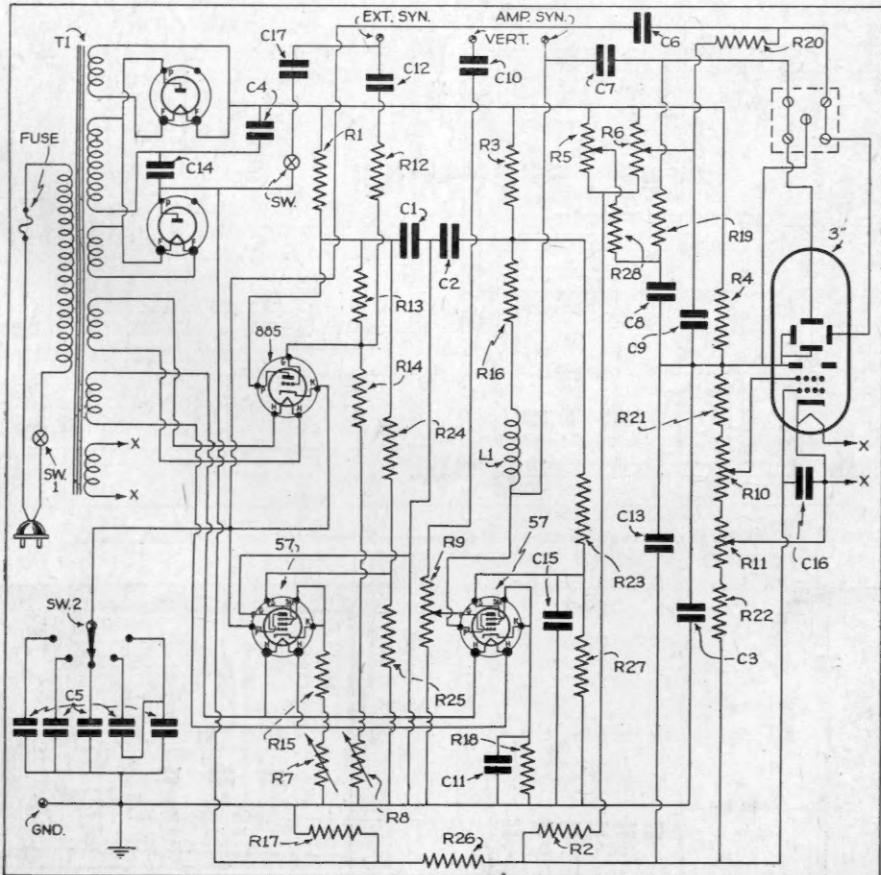 T1
EXT. SYN.
AMP. SYN.
VERT.
C17
C12
C10
C6
R20
C7
C4
FUSE
C14
SW.
R1
R12
R3
R5
R6
C1
C2
R19
3"
R28
R4
C8
C9
R13
R16
885
R14
R21
R24
L1
SW.
1
X
X
X
X
R10
R9
C13
57
57
R23
C15
R11
C16
SW.2
R22
R27
C3
C5
R25
R15
R18
R7
C11
R8
GND.
R17
R26
R2
P
F
F
P
F
F
G
P
K
H
H
P
K
P
K